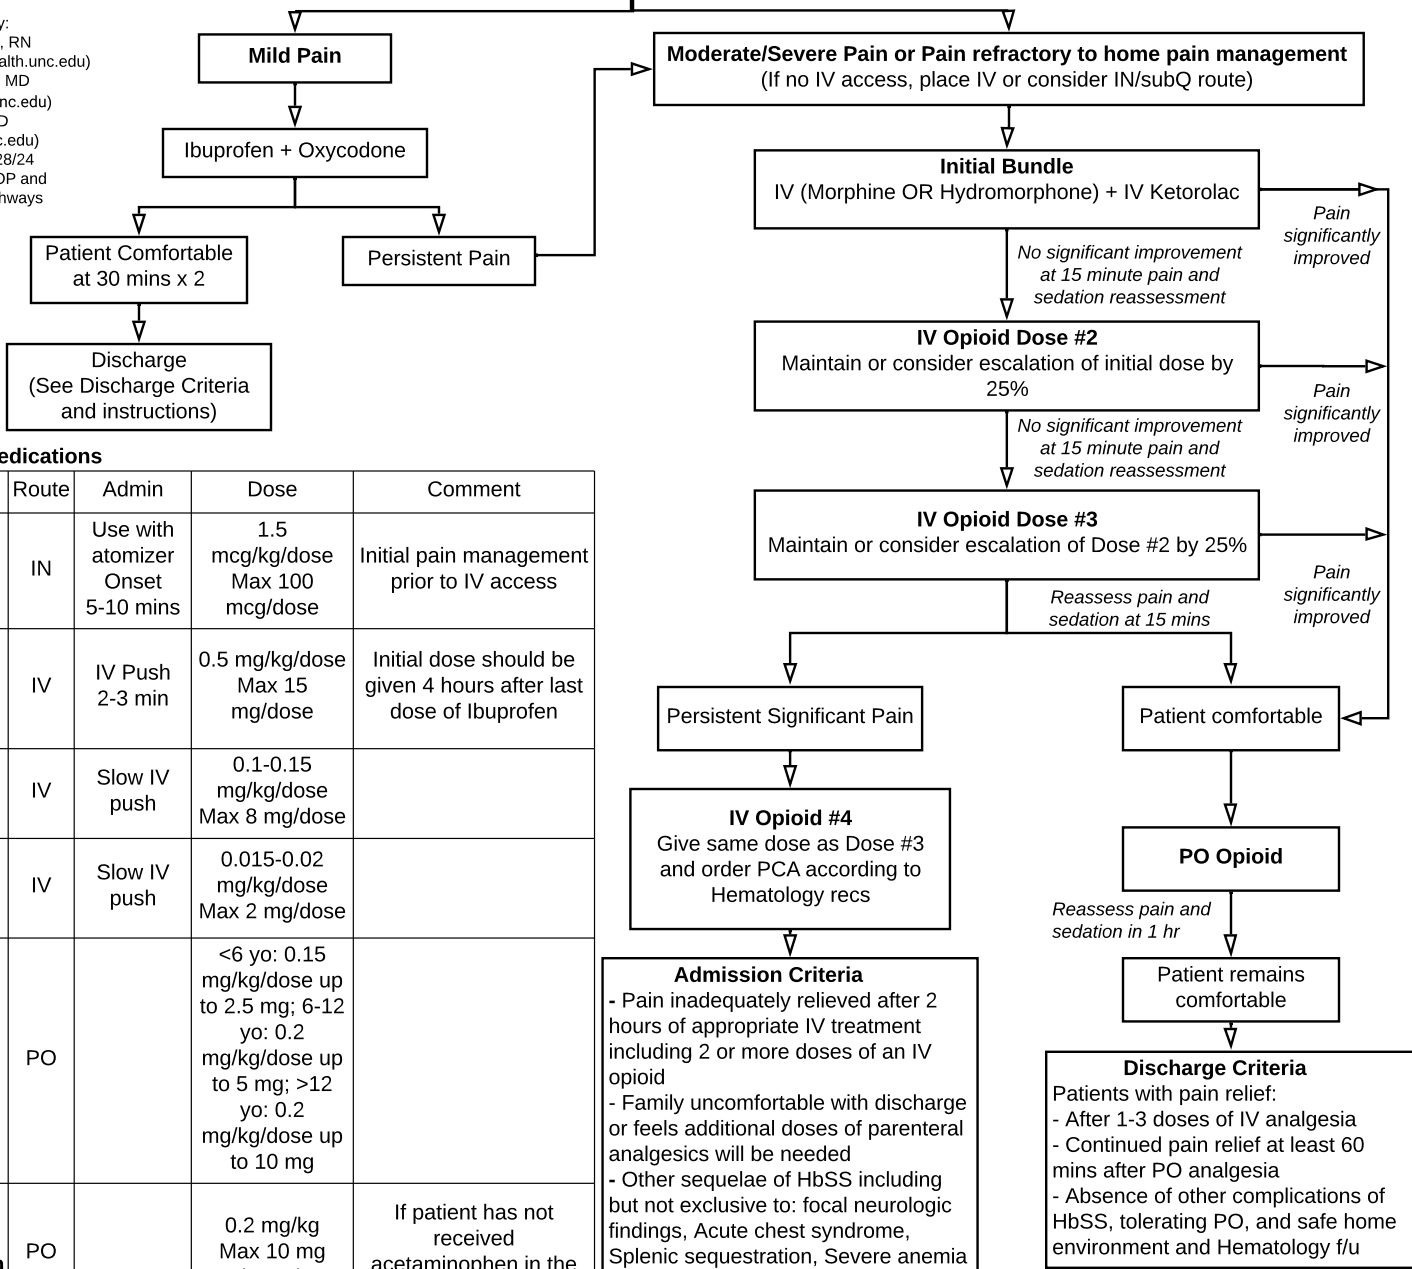 y:
, RN
alth.unc.edu)
MD
nc.edu)
D
c.edu)
28/24
OP and
hways
Mild Pain
Ibuprofen + Oxycodone
Patient Comfortable
at 30 mins x 2
Persistent Pain
Discharge
(See Discharge Criteria
and instructions)
Moderate/Severe Pain or Pain refractory to home pain management
(If no IV access, place IV or consider IN/subQ route)
Initial Bundle
IV (Morphine OR Hydromorphone) + IV Ketorolac
Pain
significantly
improved
No significant improvement
at 15 minute pain and
sedation reassessment
IV Opioid Dose #2
Maintain or consider escalation of initial dose by
25%
Pain
significantly
improved
No significant improvement
at 15 minute pain and
sedation reassessment
IV Opioid Dose #3
Maintain or consider escalation of Dose #2 by 25%
Pain
significantly
improved
Reassess pain and
sedation at 15 mins
Persistent Significant Pain
Patient comfortable
IV Opioid #4
Give same dose as Dose #3
and order PCA according to
Hematology recs
PO Opioid
Reassess pain and
sedation in 1 hr
Patient remains
comfortable
Admission Criteria
- Pain inadequately relieved after 2
hours of appropriate IV treatment
including 2 or more doses of an IV
opioid
- Family uncomfortable with discharge
or feels additional doses of parenteral
analgesics will be needed
- Other sequelae of HbSS including
but not exclusive to: focal neurologic
findings, Acute chest syndrome,
Splenic sequestration, Severe anemia
Discharge Criteria
Patients with pain relief:
- After 1-3 doses of IV analgesia
- Continued pain relief at least 60
mins after PO analgesia
- Absence of other complications of
HbSS, tolerating PO, and safe home
environment and Hematology f/u
edications
Route Admin Dose Comment
IN
Use with
atomizer
Onset
5-10 mins
1.5
mcg/kg/dose
Max 100
mcg/dose
Initial pain management
prior to IV access
IV
IV Push
2-3 min
0.5 mg/kg/dose
Max 15
mg/dose
Initial dose should be
given 4 hours after last
dose of Ibuprofen
IV
Slow IV
push
0.1-0.15
mg/kg/dose
Max 8 mg/dose
IV
Slow IV
push
0.015-0.02
mg/kg/dose
Max 2 mg/dose
PO
<6 yo: 0.15
mg/kg/dose up
to 2.5 mg; 6-12
yo: 0.2
mg/kg/dose up
to 5 mg; >12
yo: 0.2
mg/kg/dose up
to 10 mg
PO
0.2 mg/kg
Max 10 mg
If patient has not
received
acetaminophen in the